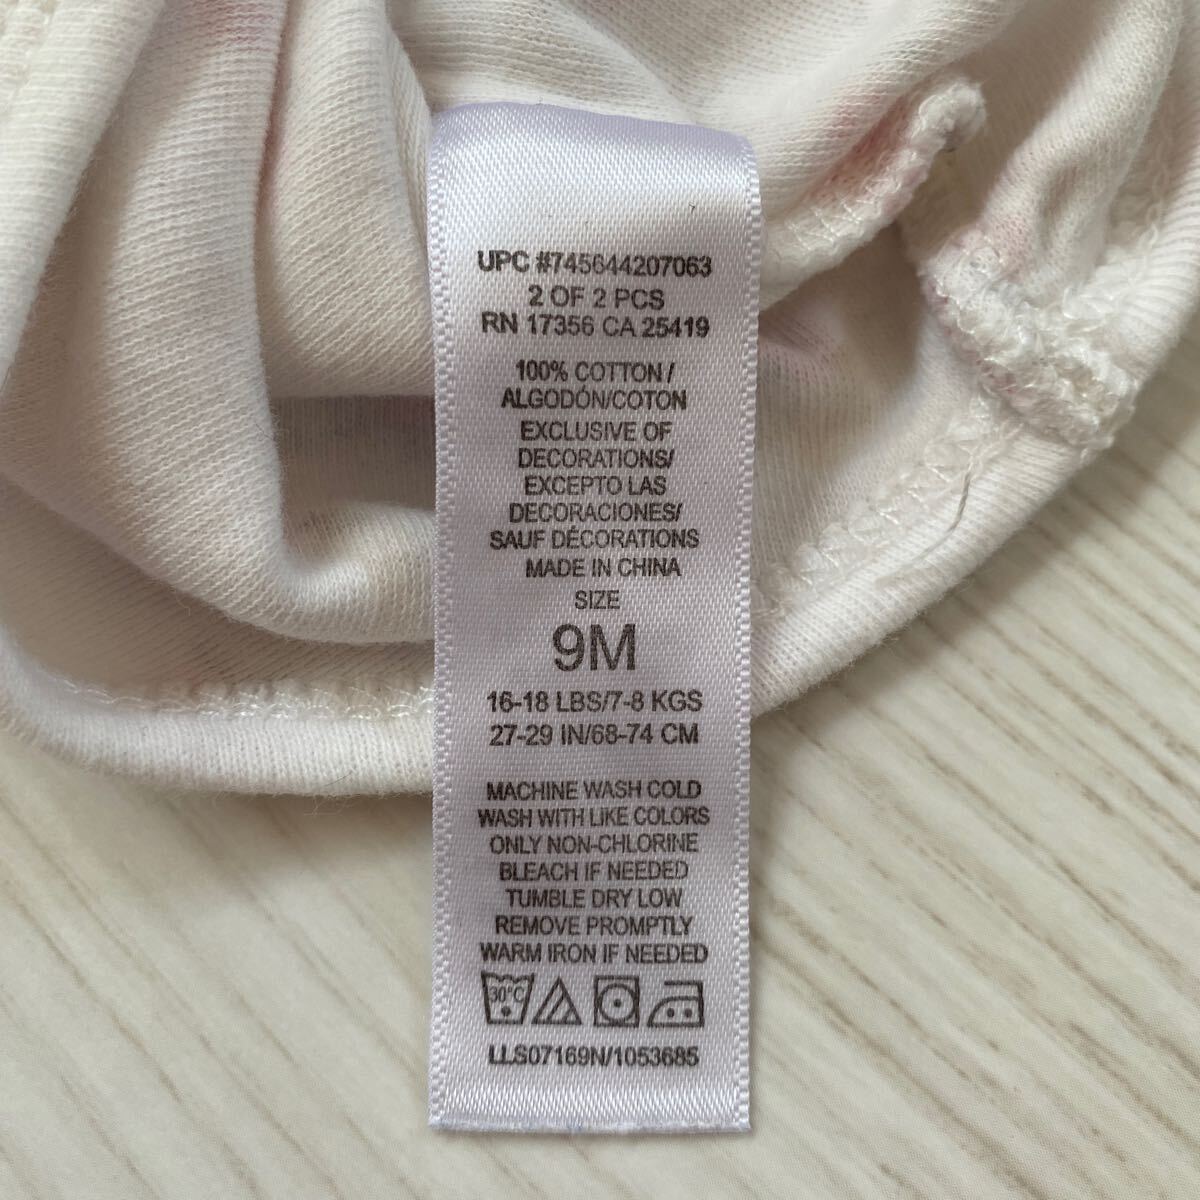 UPC #745644207063
2 OF 2 PCS
RN 17356 CA 25419
100% COTTON/
ALGODÓN/COTON
EXCLUSIVE OF
DECORATIONS/
EXCEPTO LAS
DECORACIONES/
SAUF DÉCORATIONS
MADE IN CHINA
SIZE
9M
16-18 LBS/7-8 KGS
27-29 IN/68-74 CM
MACHINE WASH COLD
WASH WITH LIKE COLORS
ONLY NON-CHLORINE
BLEACH IF NEEDED
TUMBLE DRY LOW
REMOVE PROMPTLY
WARM IRON IF NEEDED
30°C
LLS07169N/1053685